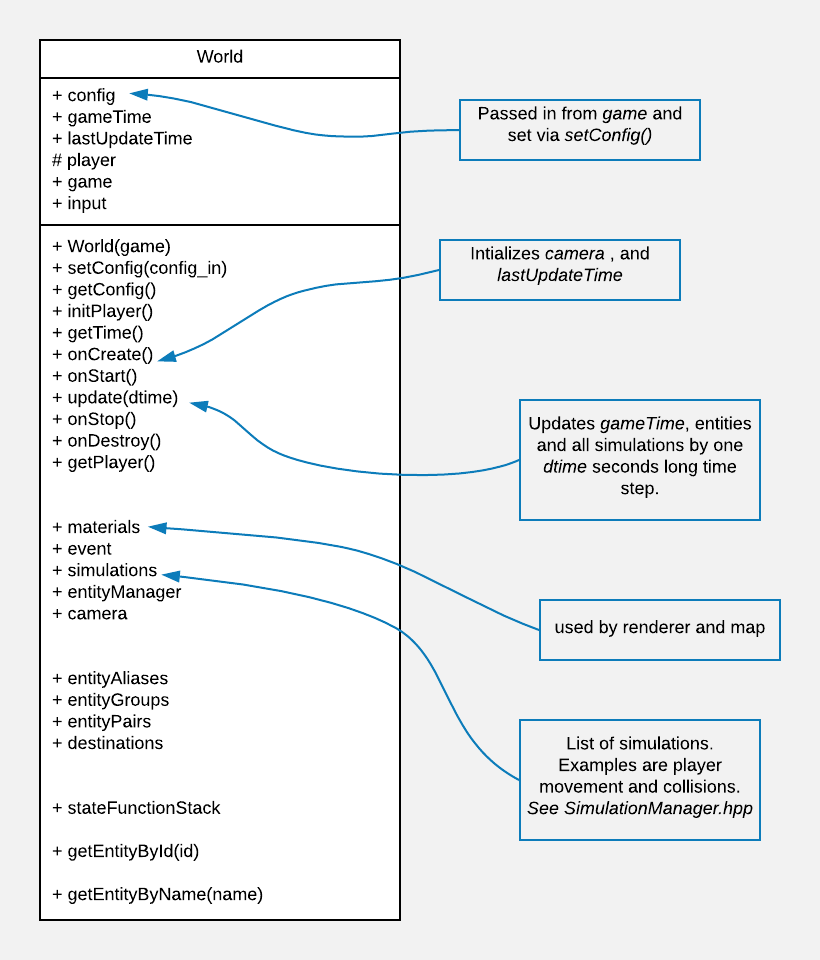 World
+ config
+ gameTime
+ lastUpdateTime
# player
+ game
+ input
+ World(game)
+ setConfig(config_in)
+ getConfig()
+ initPlayer()
+ getTime()
+ onCreate()
+ onStart()
+ update(dtime)
+ onStop()
+ onDestroy()
+ getPlayer()
+ materials
+ event
+ simulations
+ entityManager
+ camera
+ entityAliases
+ entityGroups
+ entityPairs
+ destinations
+ stateFunctionStack
+ getEntityById(id)
+ getEntityByName(name)
Passed in from game and
set via setConfig()
Intializes camera , and
lastUpdateTime
Updates gameTime, entities
and all simulations by one
dtime seconds long time
step.
used by renderer and map
List of simulations.
Examples are player
movement and collisions.
See SimulationManager.hpp